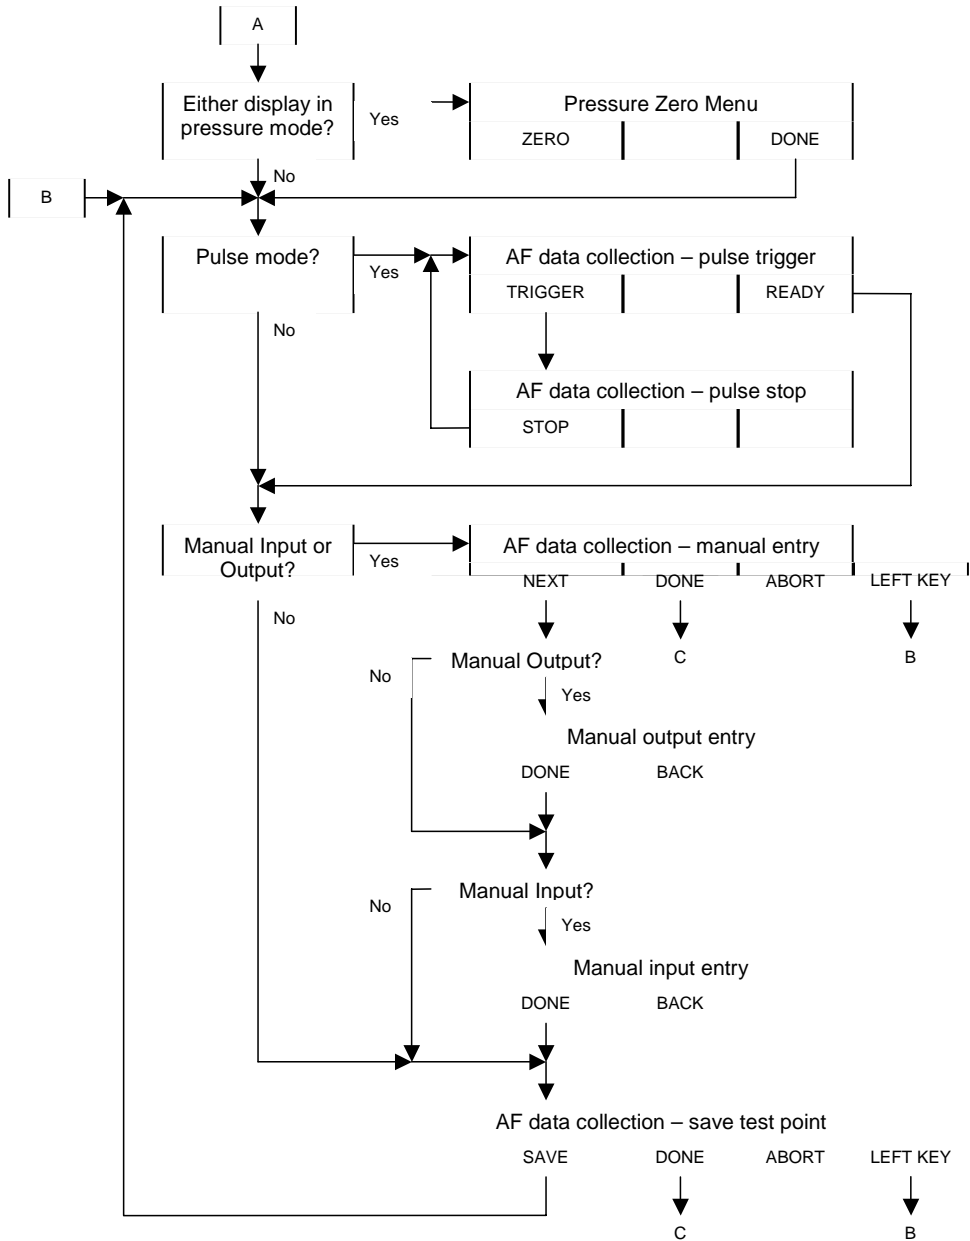 A
Either display in
pressure mode?
Yes
Pressure Zero Menu
ZERO
DONE
No
B
Pulse mode?
Yes
AF data collection – pulse trigger
TRIGGER
READY
No
AF data collection – pulse stop
STOP
Manual Input or
Output?
Yes
AF data collection – manual entry
NEXT
DONE
ABORT
LEFT KEY
No
No
Manual Output?
C
B
Yes
Manual output entry
DONE
BACK
Manual Input?
No
Yes
Manual input entry
DONE
BACK
AF data collection – save test point
SAVE
DONE
ABORT
LEFT KEY
C
B